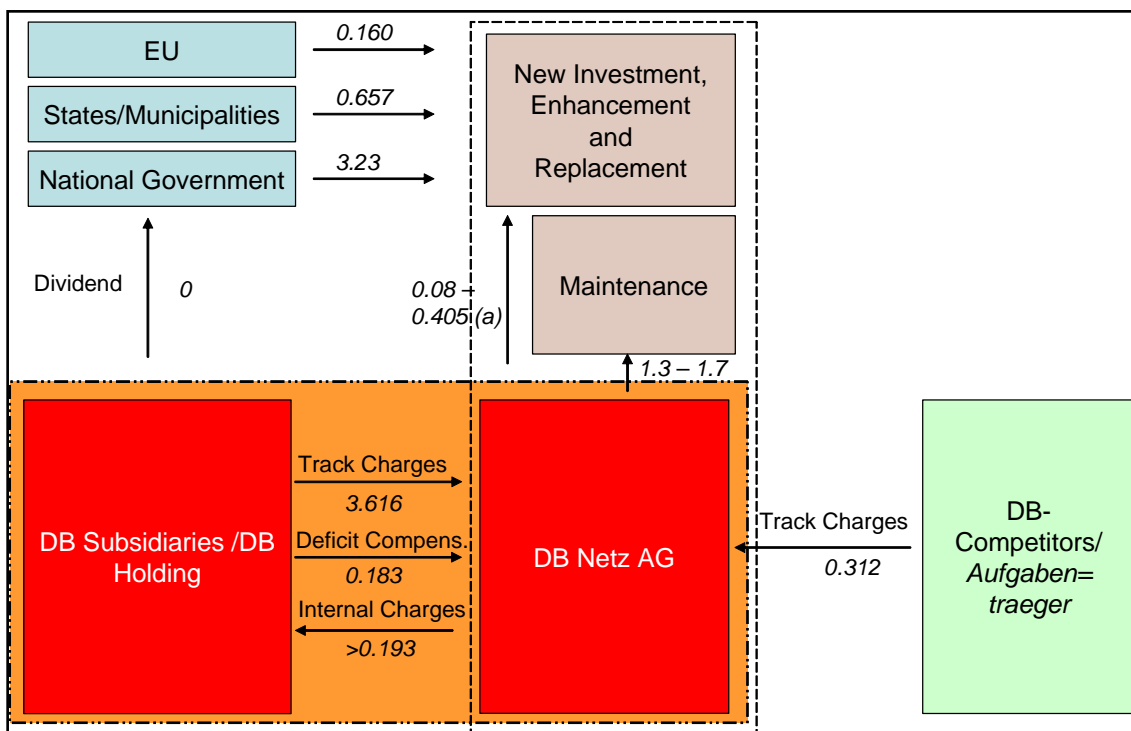 EU
0.160
States/Municipalities
0.657
National Government
3.23
New Investment,
Enhancement
and
Replacement
Dividend
0
0.08 –
0.405 (a)
Maintenance
1.3 – 1.7
DB Subsidiaries /DB
Holding
Track Charges
3.616
Deficit Compens.
0.183
Internal Charges
>0.193
DB Netz AG
Track Charges
0.312
DB-
Competitors/
Aufgaben=
traeger